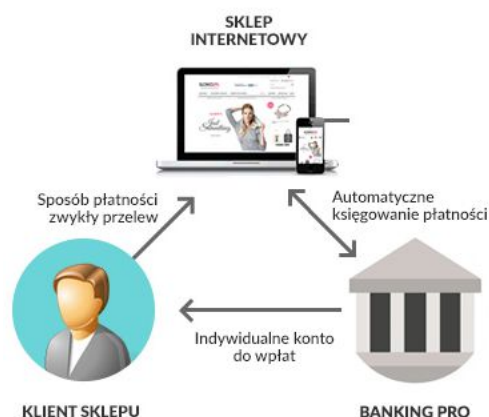 SKLEP
INTERNETOWY
Sposób płatności
zwykły przelew
Automatyczne
księgowanie płatności
Indywidualne konto
do wpłat
KLIENT SKLEPU
BANKING PRO